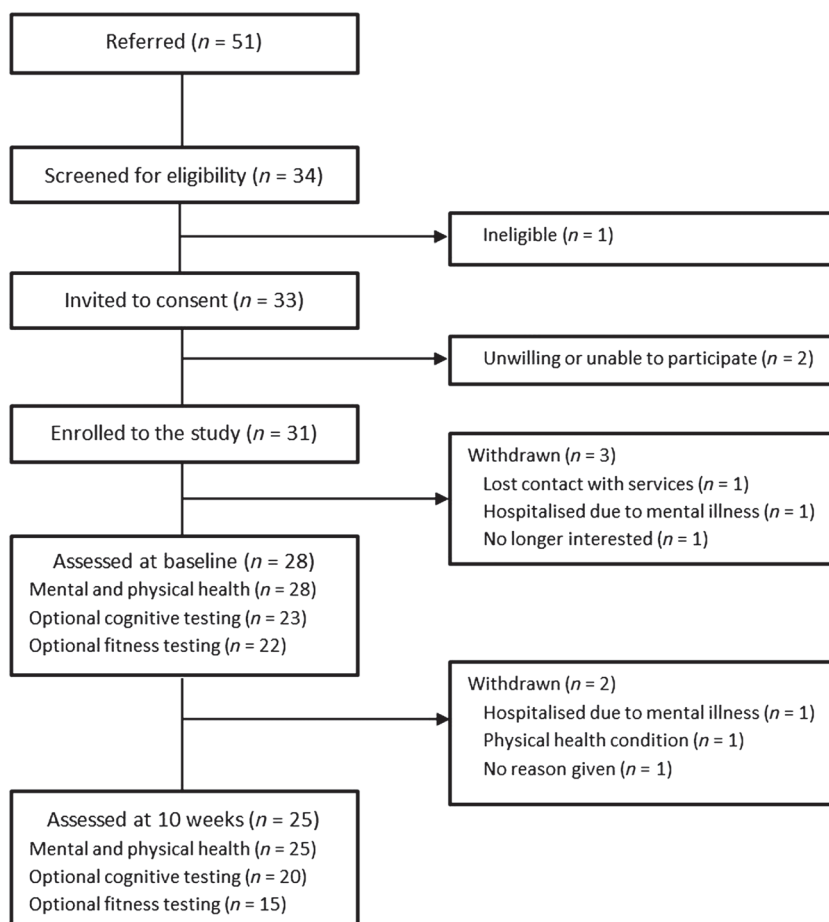 Referred (n = 51)
Screened for eligibility (n = 34)
Ineligible (n = 1)
Invited to consent (n = 33)
Unwilling or unable to participate (n = 2)
Enrolled to the study (n = 31)
Withdrawn (n = 3)
Lost contact with services (n = 1)
Hospitalised due to mental illness (n = 1)
No longer interested (n = 1)
Assessed at baseline (n = 28)
Mental and physical health (n = 28)
Optional cognitive testing (n = 23)
Optional fitness testing (n = 22)
Withdrawn (n = 2)
Hospitalised due to mental illness (n = 1)
Physical health condition (n = 1)
No reason given (n = 1)
Assessed at 10 weeks (n = 25)
Mental and physical health (n = 25)
Optional cognitive testing (n = 20)
Optional fitness testing (n = 15)